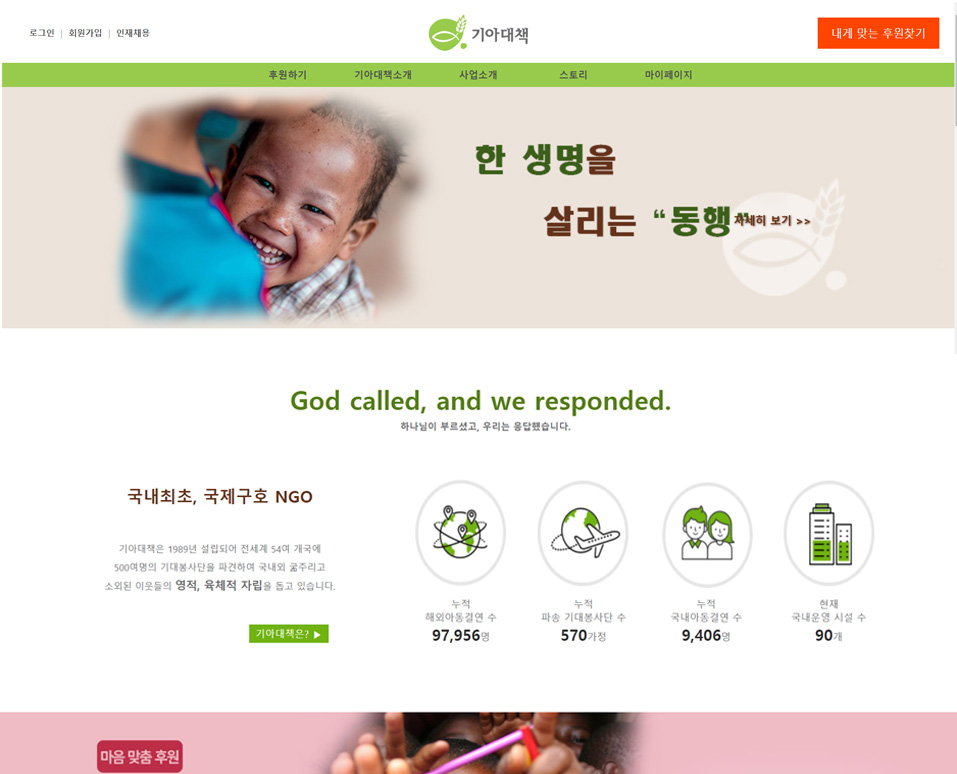 로그인 | 회원가입 | 인재채용
기아대책
내게 맞는 후원찾기
후원하기 기아대책소개 사업소개 스토리 마이페이지
한 생명을
살리는 “동행”
자세히 보기 >>
God called, and we responded.
하나님이 부르셨고, 우리는 응답했습니다.
국내최초, 국제구호 NGO
기아대책은 1989년 설립되어 전세계 54여 개국에
500여명의 기대봉사단을 파견하여 국내외 굶주리고
소외된 이웃들의 영적, 육체적 자립을 돕고 있습니다.
기아대책은? ▶
누적
해외아동결연 수
97,956명
누적
파송 기대봉사단 수
570가정
누적
국내아동결연 수
9,406명
현재
국내운영 시설 수
90개
마음 맞춤 후원